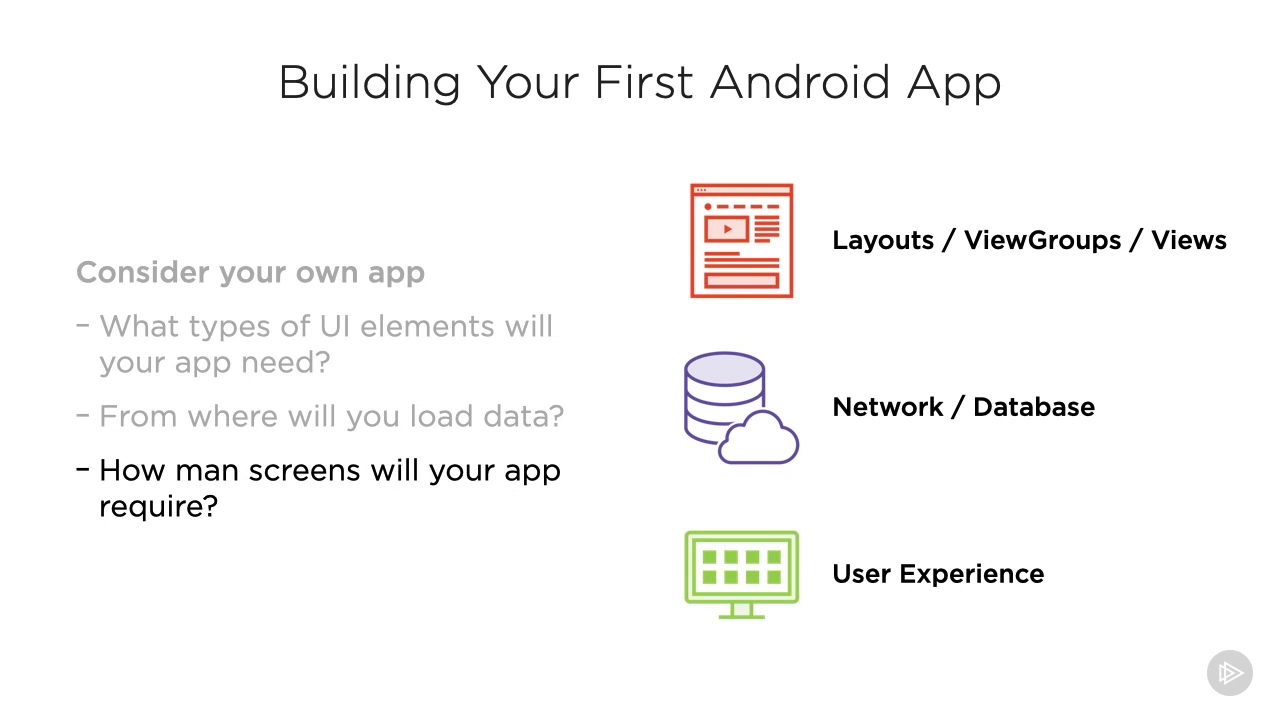 Building Your First Android App
Consider your own app
– What types of UI elements will
your app need?
– From where will you load data?
– How man screens will your app
require?
Layouts / ViewGroups / Views
Network / Database
User Experience